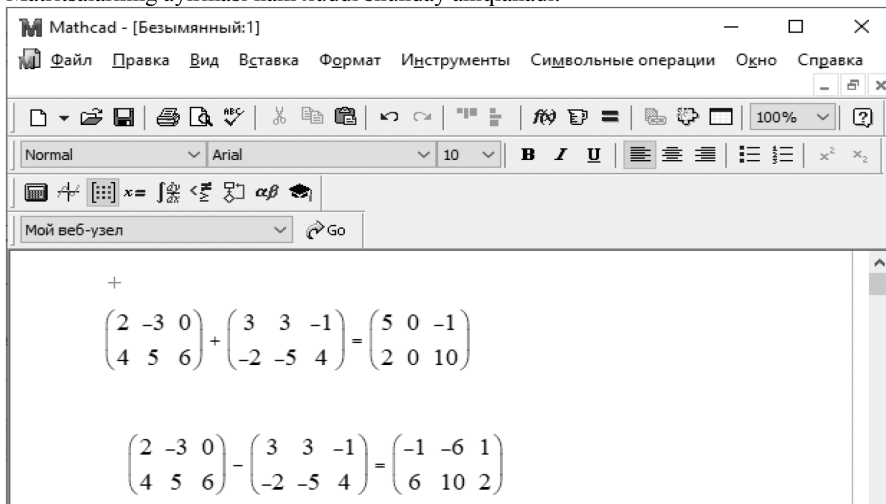 Mathcad - [Безымянный:1]
Файл Правка Вид Вставка Формат Инструменты Символьные операции Окно Справка
100%
Normal Arial 10 B I U x² x₂
x= αβ
Мой веб-узел Go
(2 -3 0) + (3 3 -1) = (5 0 -1)
(4 5 6) (-2 -5 4) (2 0 10)
(2 -3 0) - (3 3 -1) = (-1 -6 1)
(4 5 6) (-2 -5 4) (6 10 2)